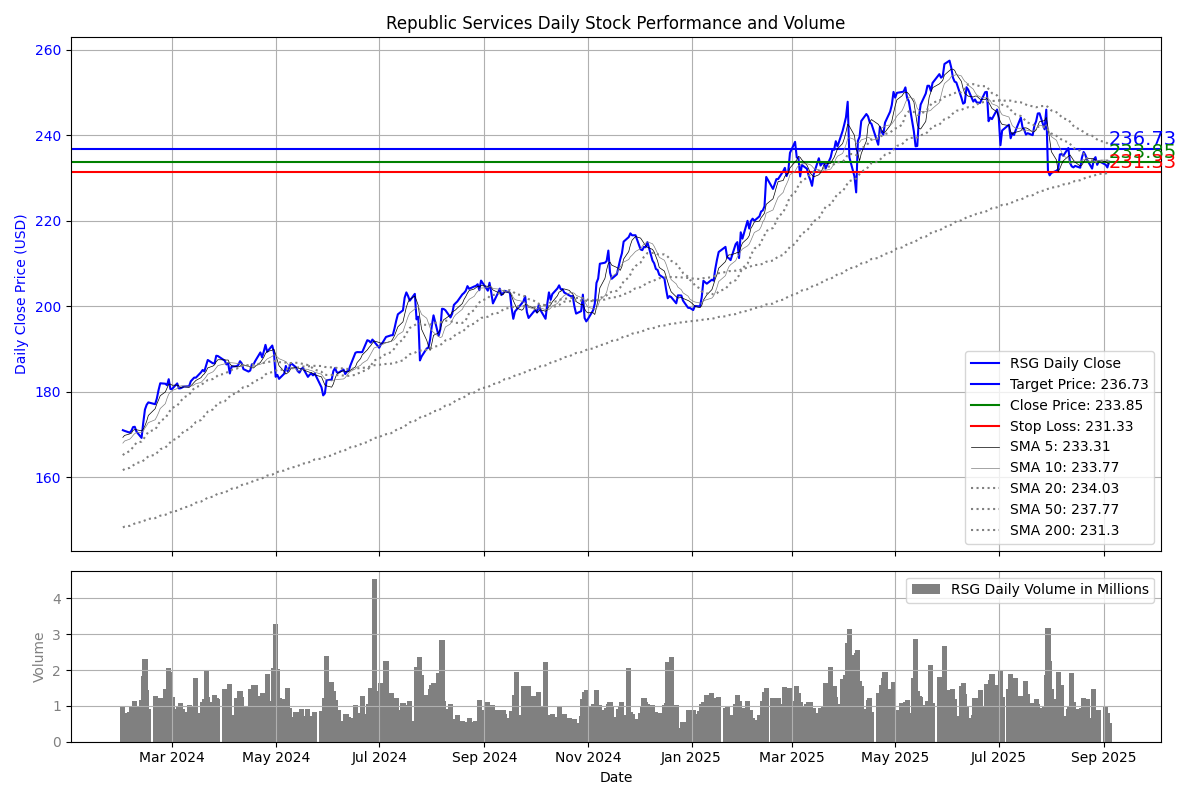 Republic Services Daily Stock Performance and Volume
Daily Close Price (USD)
260
240
220
200
180
160
236.73
233.85
231.33
RSG Daily Close
Target Price: 236.73
Close Price: 233.85
Stop Loss: 231.33
SMA 5: 233.31
SMA 10: 233.77
SMA 20: 234.03
SMA 50: 237.77
SMA 200: 231.3
Volume
4
3
2
1
0
RSG Daily Volume in Millions
Mar 2024 May 2024 Jul 2024 Sep 2024 Nov 2024 Jan 2025 Mar 2025 May 2025 Jul 2025 Sep 2025
Date